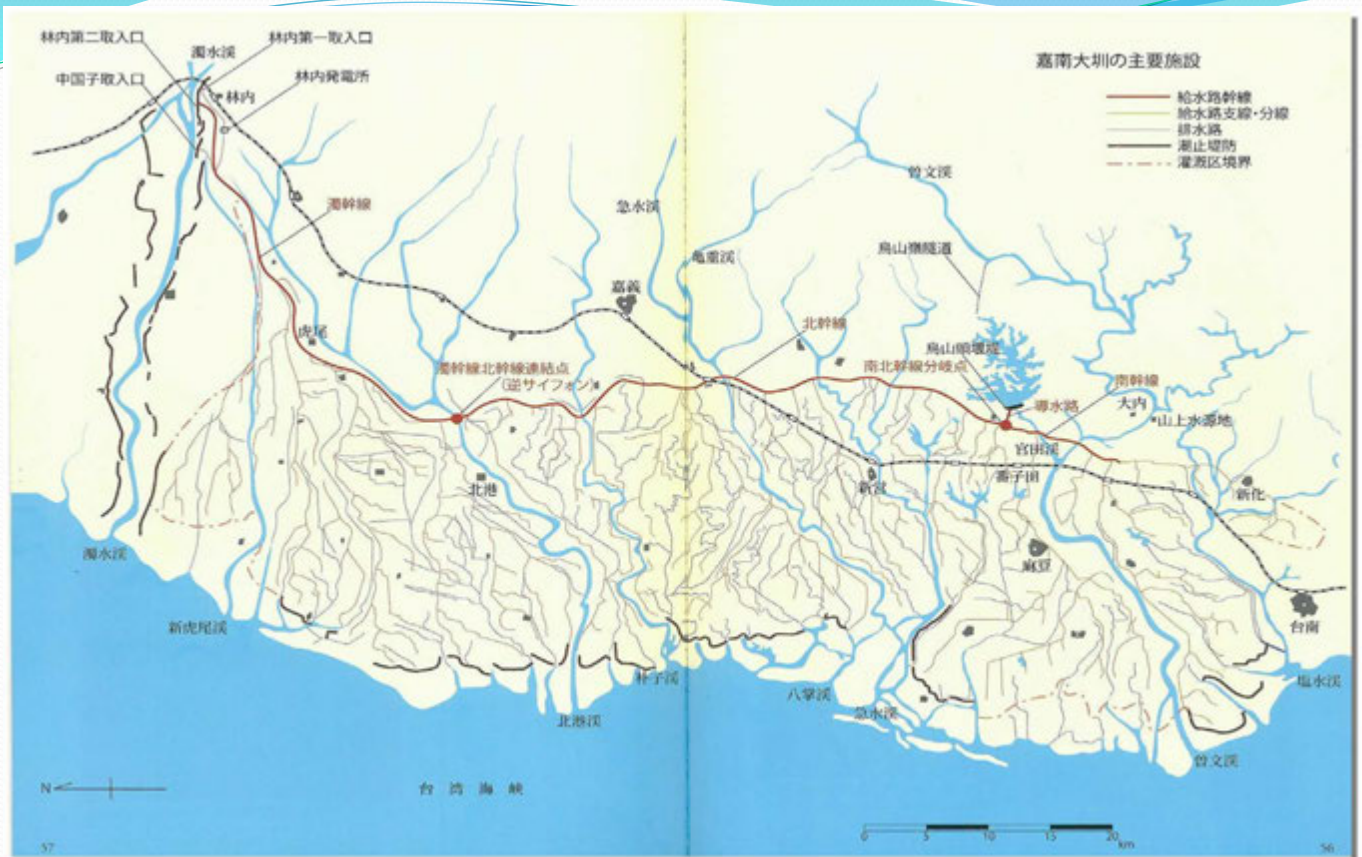 嘉南大圳の主要施設
給水路幹線
給水路支線・分線
排水路
潮止堤防
灌漑区境界
林内第二取入口
濁水渓
林内第一取入口
中国子取入口
林内発電所
林内
濁幹線
急水渓
亀重渓
曽文渓
烏山嶺隧道
嘉義
北幹線
虎尾
烏山頭堰堤
南北幹線分岐点
濁幹線北幹線連結点
(逆サイフォン)
南幹線
大内
導水路
山上水源地
官田渓
北港
新営
番子田
新化
濁水渓
麻豆
新虎尾渓
台南
朴子渓
八掌渓
塩水渓
北港渓
急水渓
曽文渓
N
台湾海峡
0 5 10 15 20
km
57
56